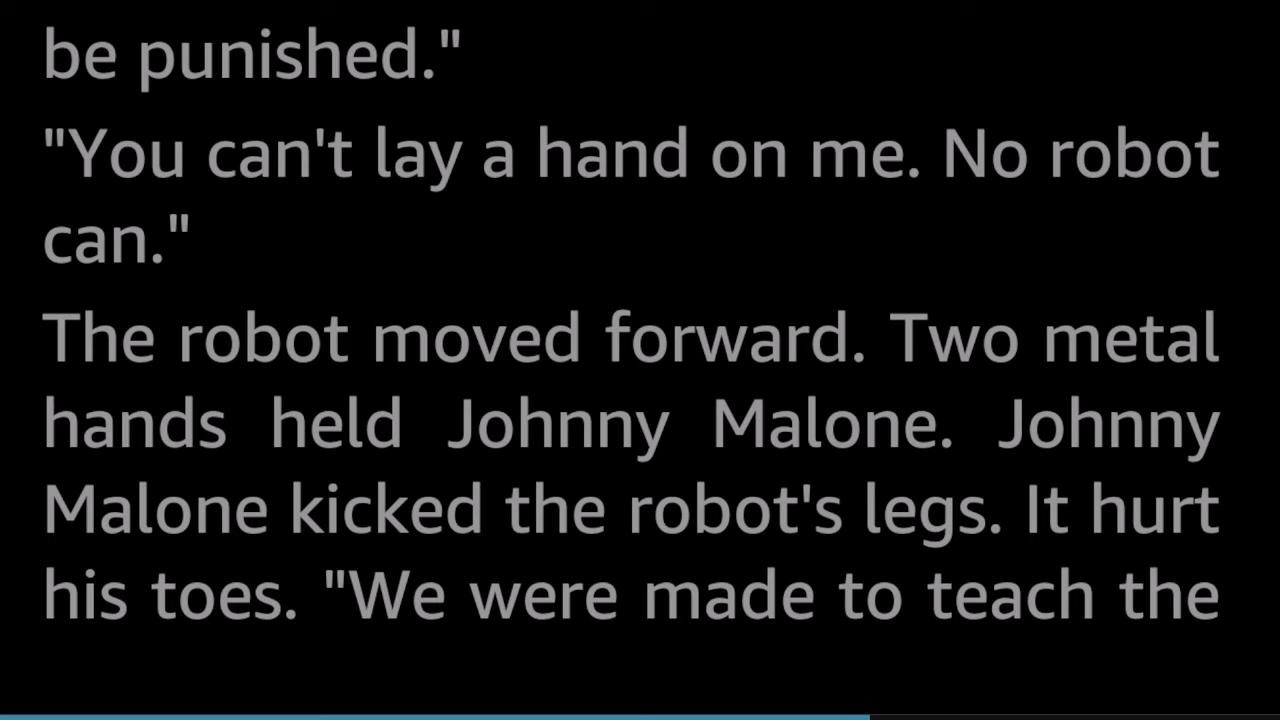 be punished."
"You can't lay a hand on me. No robot
can."
The robot moved forward. Two metal
hands held Johnny Malone. Johnny
Malone kicked the robot's legs. It hurt
his toes. "We were made to teach the